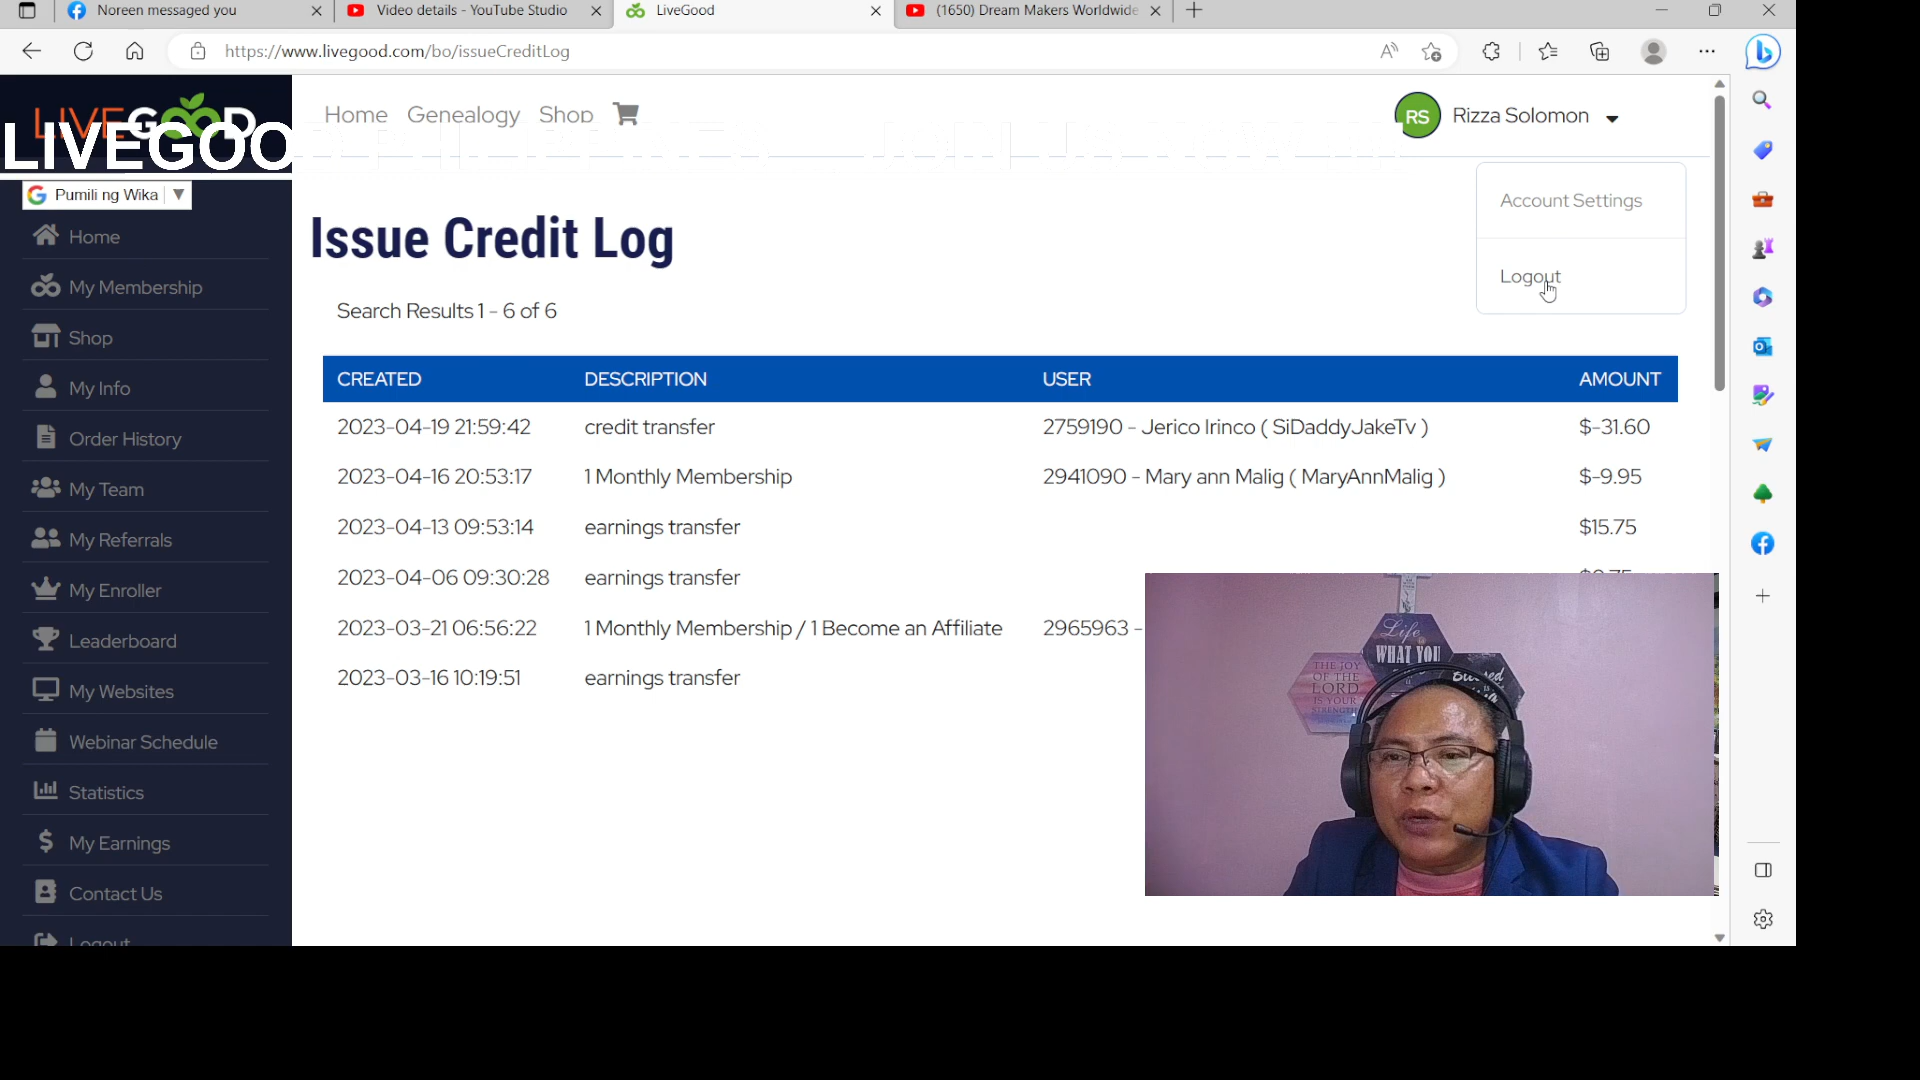 Noreen messaged you
Video details - YouTube Studio
LiveGood
(1650) Dream Makers Worldwide
https://www.livegood.com/bo/issueCreditLog
LIVEGOOD
Home Genealogy Shop
RS Rizza Solomon
LIVEGOO
Pumili ng Wika
Account Settings
Logout
Home
My Membership
Shop
My Info
Order History
My Team
My Referrals
My Enroller
Leaderboard
My Websites
Webinar Schedule
Statistics
My Earnings
Contact Us
Logout
Issue Credit Log
Search Results 1 - 6 of 6
CREATED DESCRIPTION USER AMOUNT
2023-04-19 21:59:42 credit transfer 2759190 - Jerico Irinco ( SiDaddyJakeTv ) $-31.60
2023-04-16 20:53:17 1 Monthly Membership 2941090 - Mary ann Malig ( MaryAnnMalig ) $-9.95
2023-04-13 09:53:14 earnings transfer $15.75
2023-04-06 09:30:28 earnings transfer
2023-03-21 06:56:22 1 Monthly Membership / 1 Become an Affiliate 2965963 -
2023-03-16 10:19:51 earnings transfer
Life
WHAT YOU
THE JOY
OF THE
LORD
IS YOUR
STRENGTH
Blessed